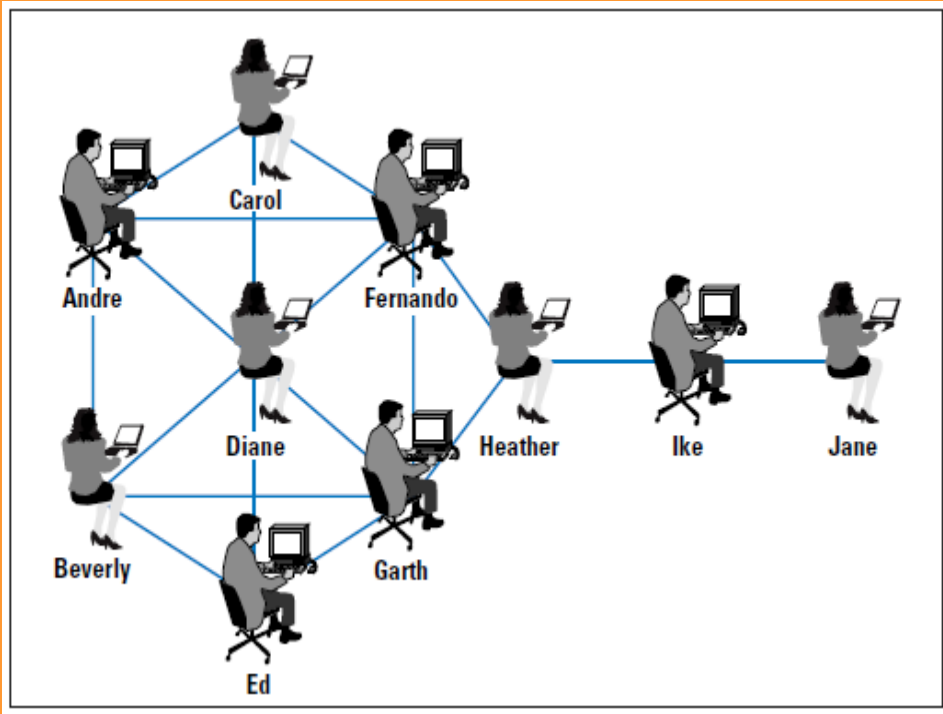 Carol
Andre
Fernando
Diane
Heather
Ike
Jane
Beverly
Garth
Ed